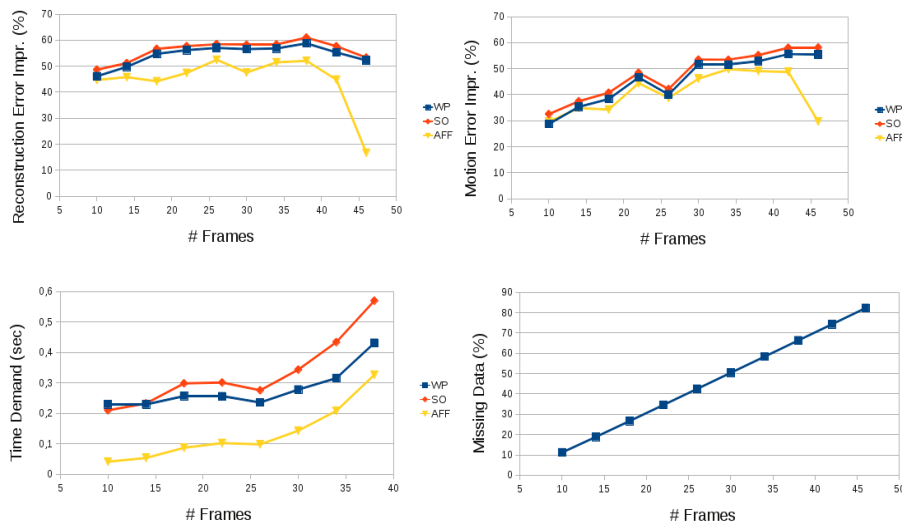 Reconstruction Error Impr. (%)
70
60
50
40
30
20
10
0
5 10 15 20 25 30 35 40 45 50
# Frames
WP
SO
AFF
Motion Error Impr. (%)
70
60
50
40
30
20
10
0
5 10 15 20 25 30 35 40 45 50
# Frames
WP
SO
AFF
Time Demand (sec)
0,6
0,5
0,4
0,3
0,2
0,1
0
5 10 15 20 25 30 35 40
# Frames
WP
SO
AFF
Missing Data (%)
90
80
70
60
50
40
30
20
10
0
5 10 15 20 25 30 35 40 45 50
# Frames